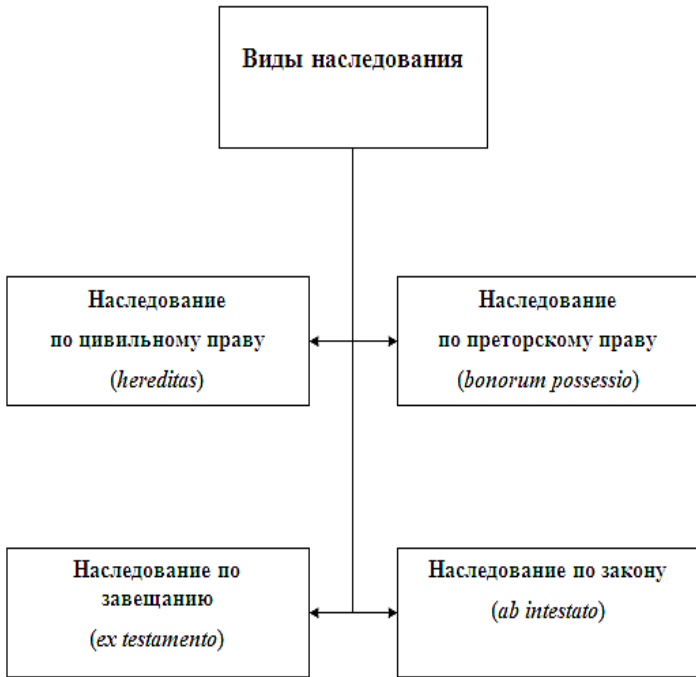 Виды наследования
Наследование
по цивильному праву
(hereditas)
Наследование
по преторскому праву
(bonorum possessio)
Наследование по
завещанию
(ex testamento)
Наследование по закону
(ab intestato)